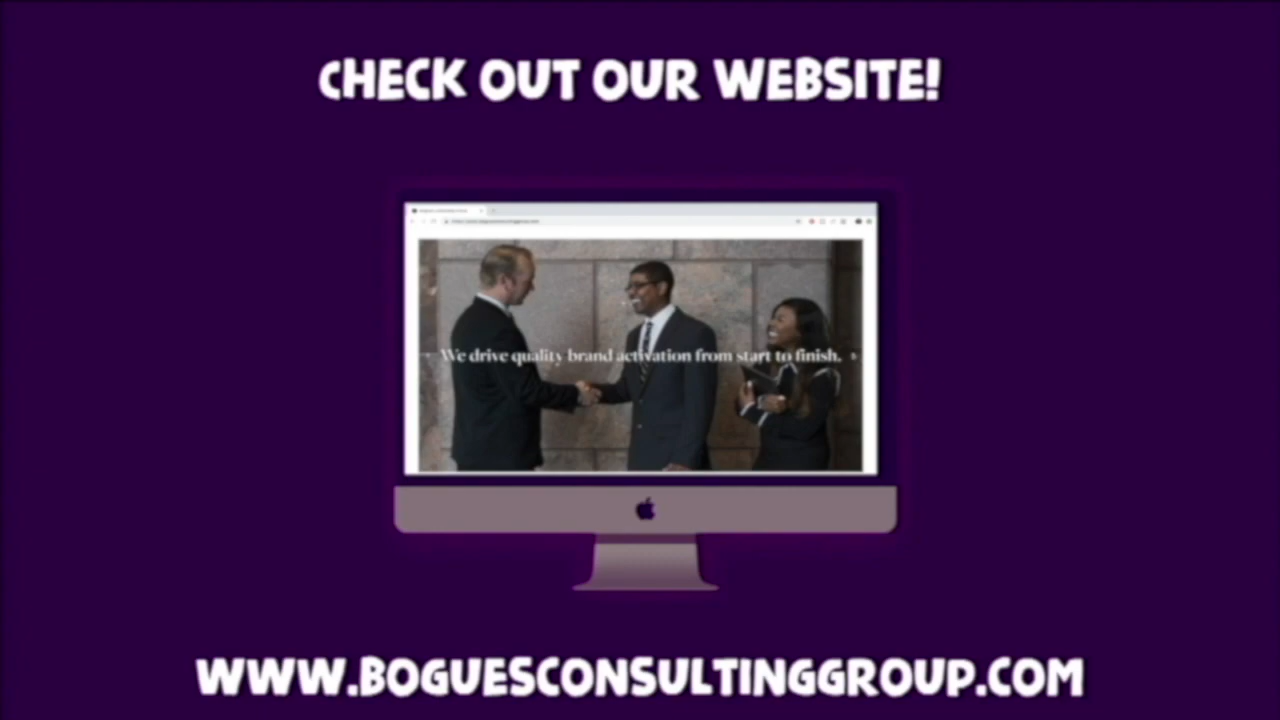 CHECK OUT OUR WEBSITE!
We drive quality brand activation from start to finish.
WWW.BOGUESCONSULTINGGROUP.COM